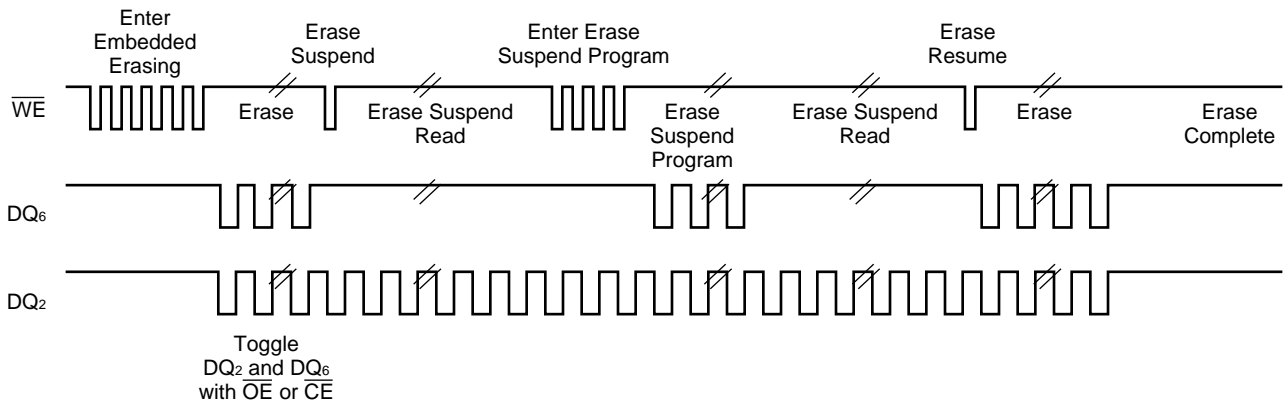 Enter
Embedded
Erasing
Erase
Suspend
Enter Erase
Suspend Program
Erase
Resume
WE
Erase
Erase Suspend
Read
Erase
Suspend
Program
Erase Suspend
Read
Erase
Erase
Complete
DQ6
DQ2
Toggle
DQ2 and DQ6
with OE or CE